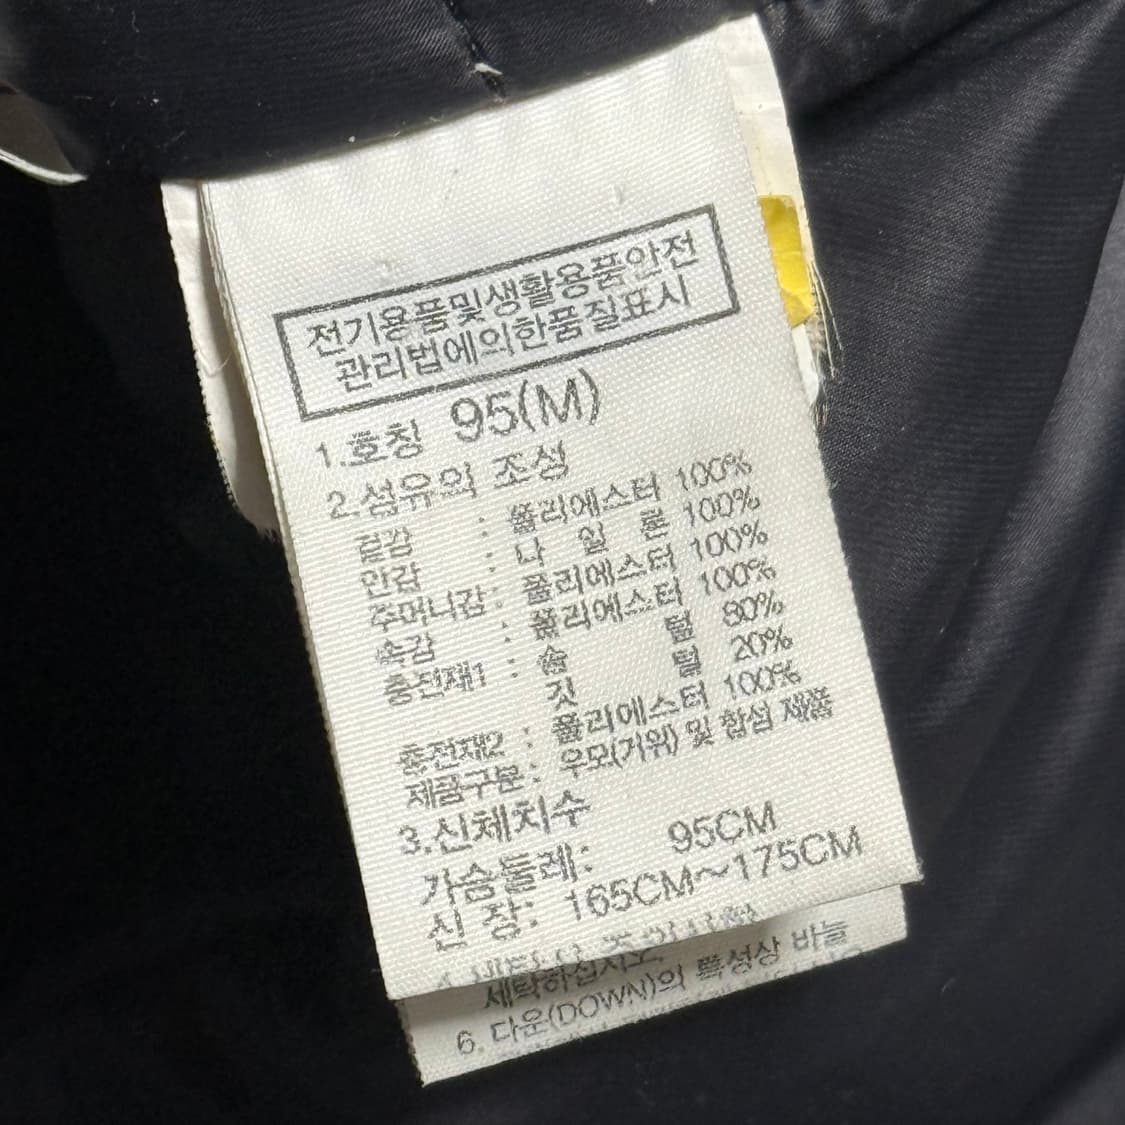 전기용품및생활용품안전
관리법에의한품질표시
1.호칭 95(M)
2.섬유의 조성
겉감 : 폴리에스터 100%
안감 : 나 일 론 100%
주머니감 : 폴리에스터 100%
속감 : 폴리에스터 100%
충전재1 : 솜 털 80%
깃 털 20%
충전재2 : 폴리에스터 100%
제품구분 : 우모(거위) 및 합섬 제품
3.신체치수
가슴둘레: 95CM
신 장: 165CM~175CM
세탁하십시오.
6. 다운(DOWN)의 특성상 바늘